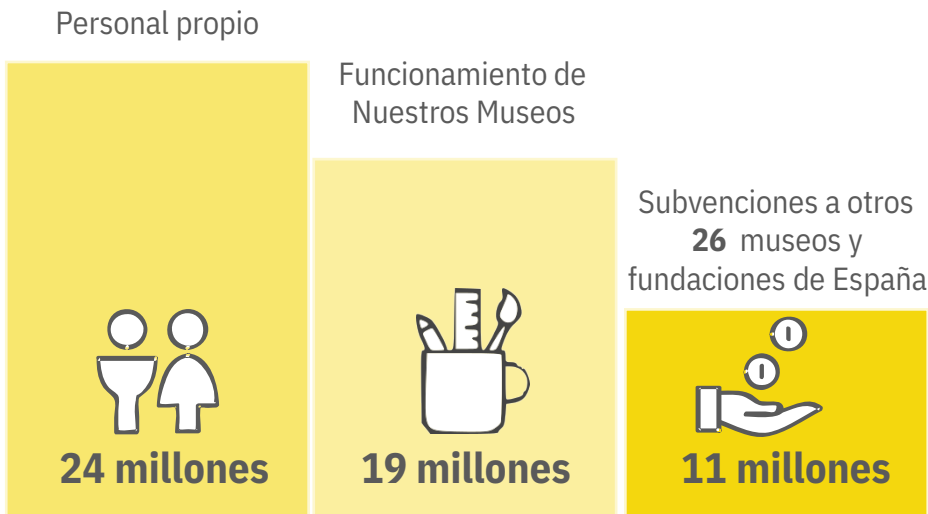 Personal propio
Funcionamiento de
Nuestros Museos
Subvenciones a otros
26 museos y
fundaciones de España
24 millones
19 millones
11 millones